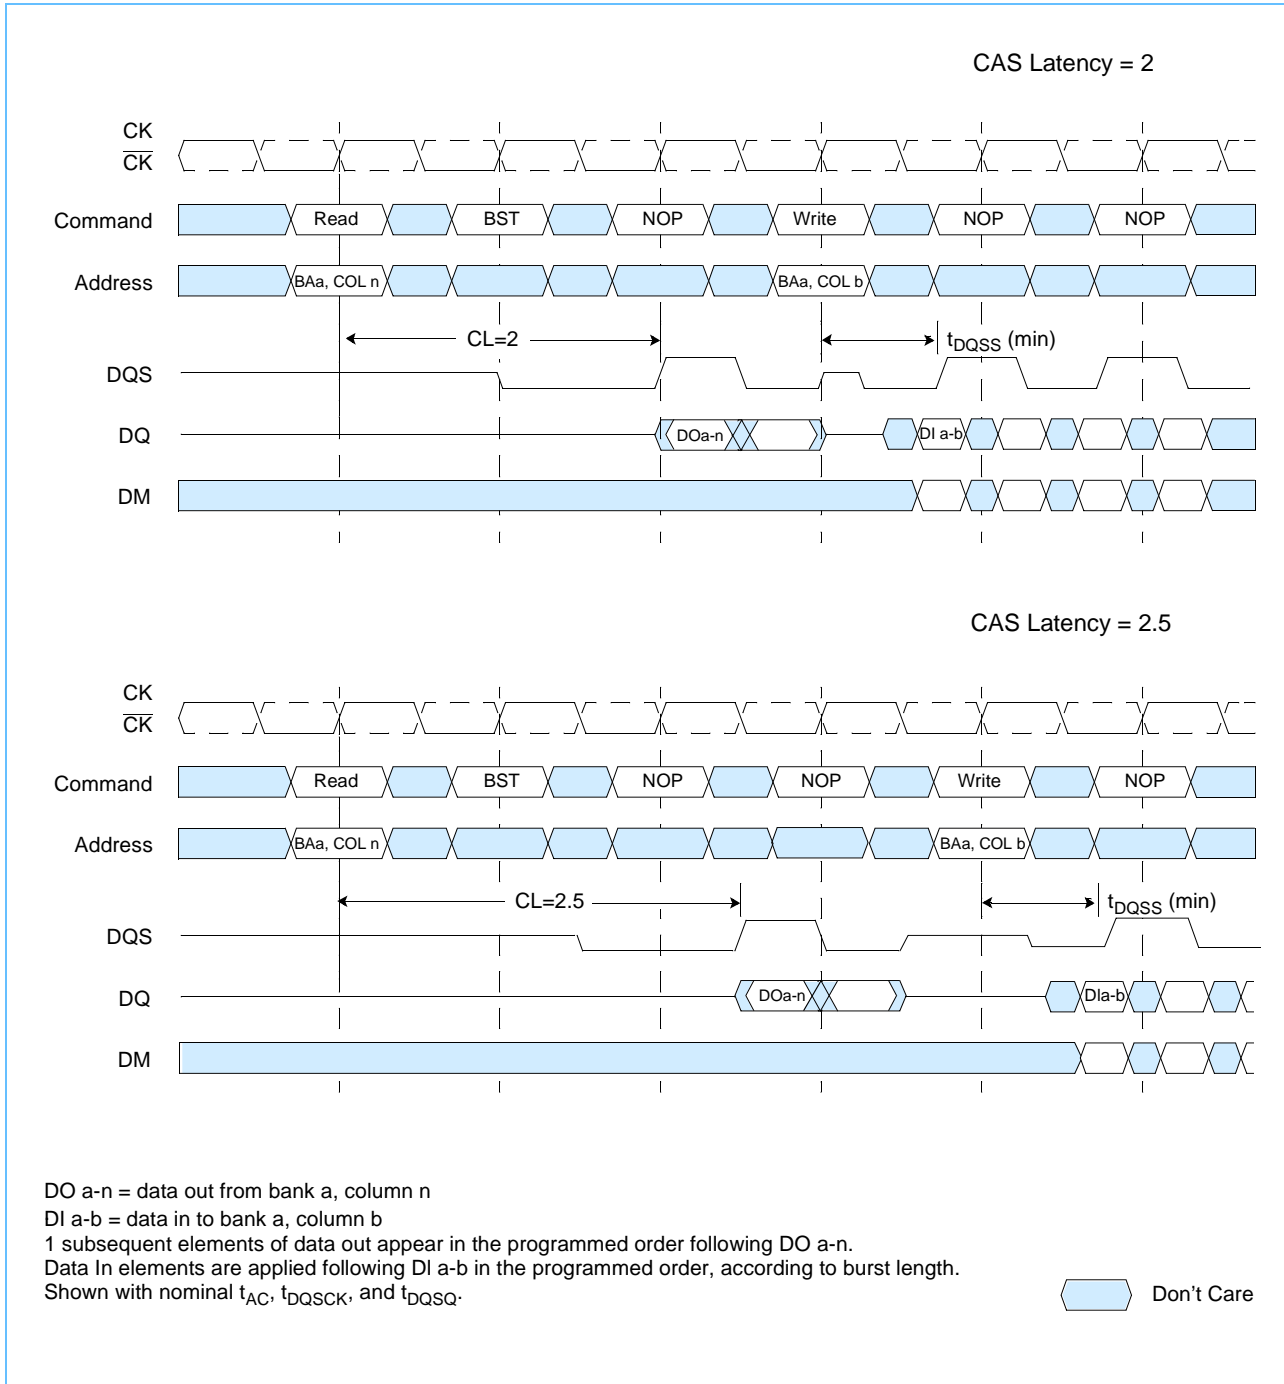 CAS Latency = 2
CK
CK
Command Read BST NOP Write NOP NOP
Address BAa, COL n BAa, COL b
CL=2 tDQSS (min)
DQS
DQ DOa-n DI a-b
DM
CAS Latency = 2.5
CK
CK
Command Read BST NOP NOP Write NOP
Address BAa, COL n BAa, COL b
CL=2.5 tDQSS (min)
DQS
DQ DOa-n DIa-b
DM
DO a-n = data out from bank a, column n
DI a-b = data in to bank a, column b
1 subsequent elements of data out appear in the programmed order following DO a-n.
Data In elements are applied following DI a-b in the programmed order, according to burst length.
Shown with nominal tAC, tDQSCK, and tDQSQ.
Don't Care